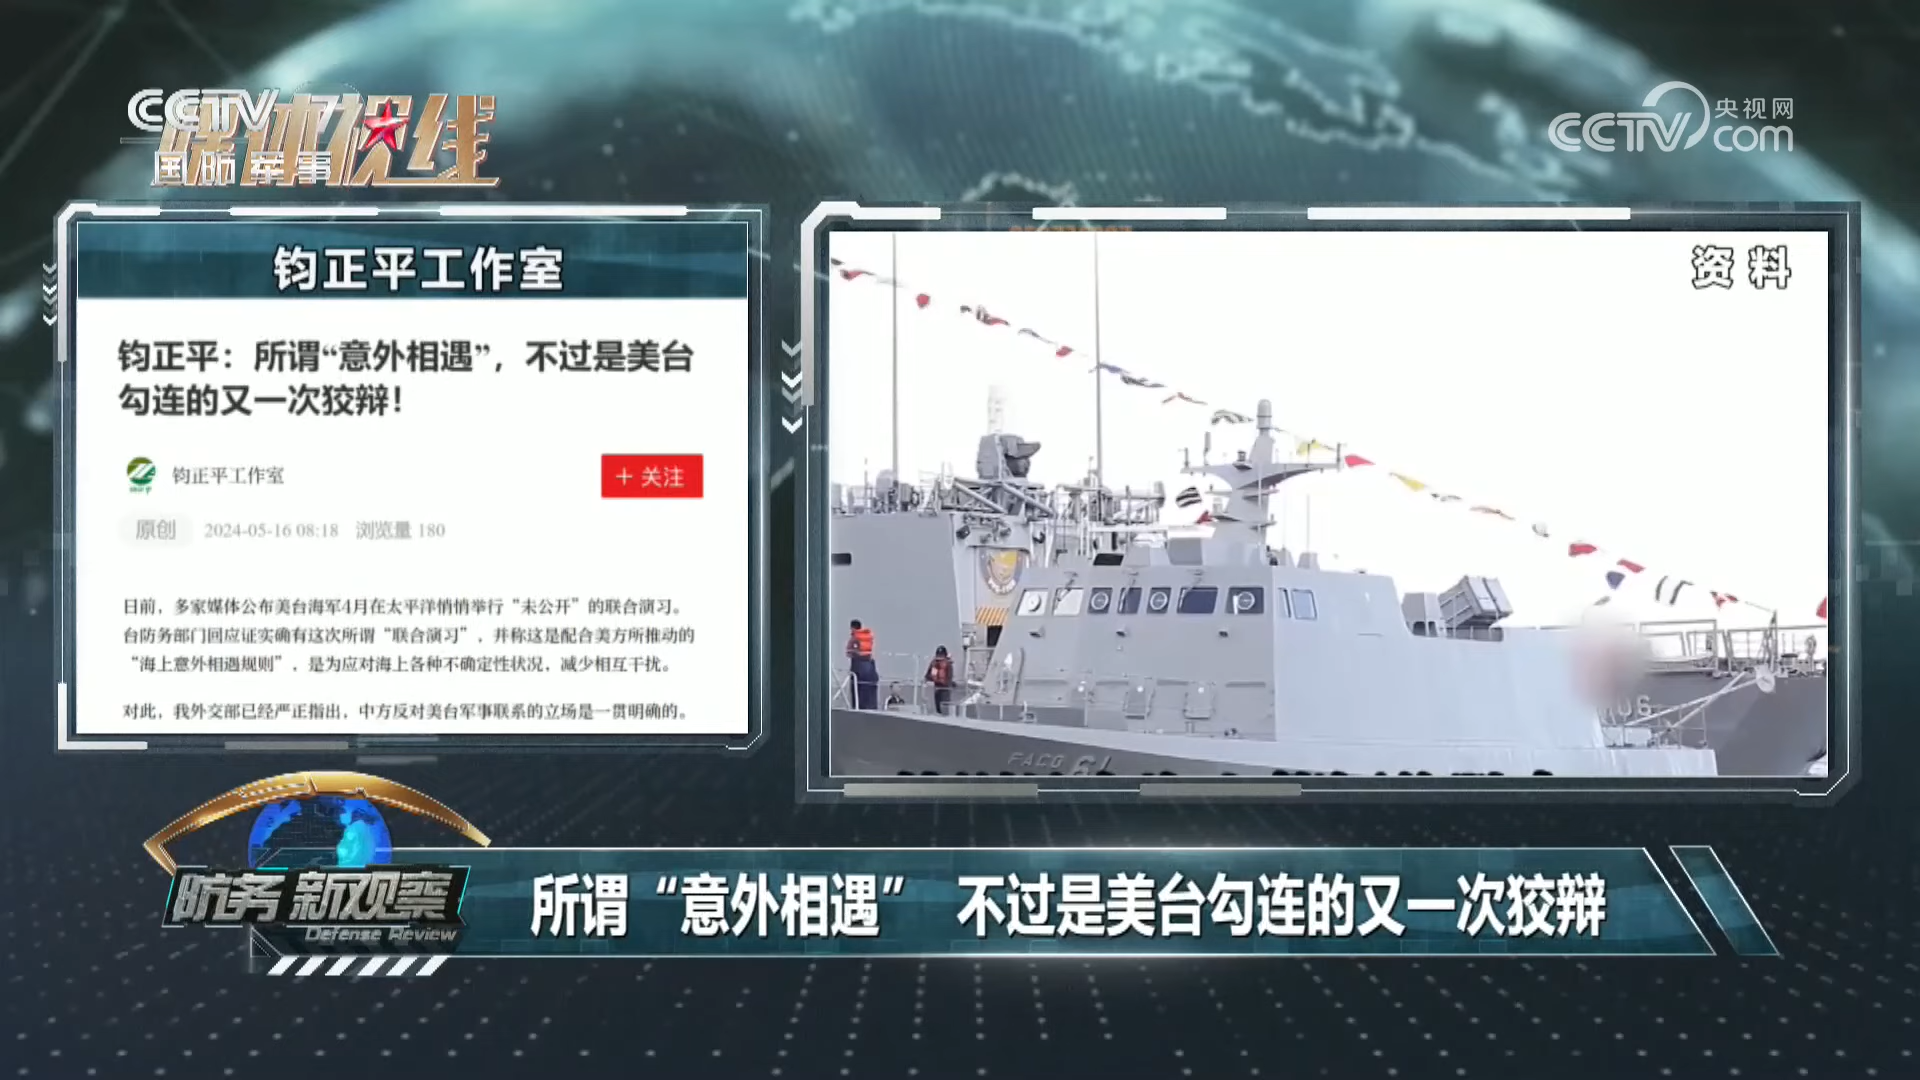 CCTV 7
国防军事
媒体视线
CCTV 央视网
com
钧正平工作室
钧正平：所谓“意外相遇”，不过是美台
勾连的又一次狡辩！
钧正平工作室
+ 关注
原创 2024-05-16 08:18 浏览量 180
日前，多家媒体公布美台海军4月在太平洋悄悄举行“未公开”的联合演习。
台防务部门回应证实确有这次所谓“联合演习”，并称这是配合美方所推动的
“海上意外相遇规则”，是为应对海上各种不确定性状况，减少相互干扰。
对此，我外交部已经严正指出，中方反对美台军事联系的立场是一贯明确的。
资料
FACG 61
防务新观察
Defense Review
所谓“意外相遇” 不过是美台勾连的又一次狡辩